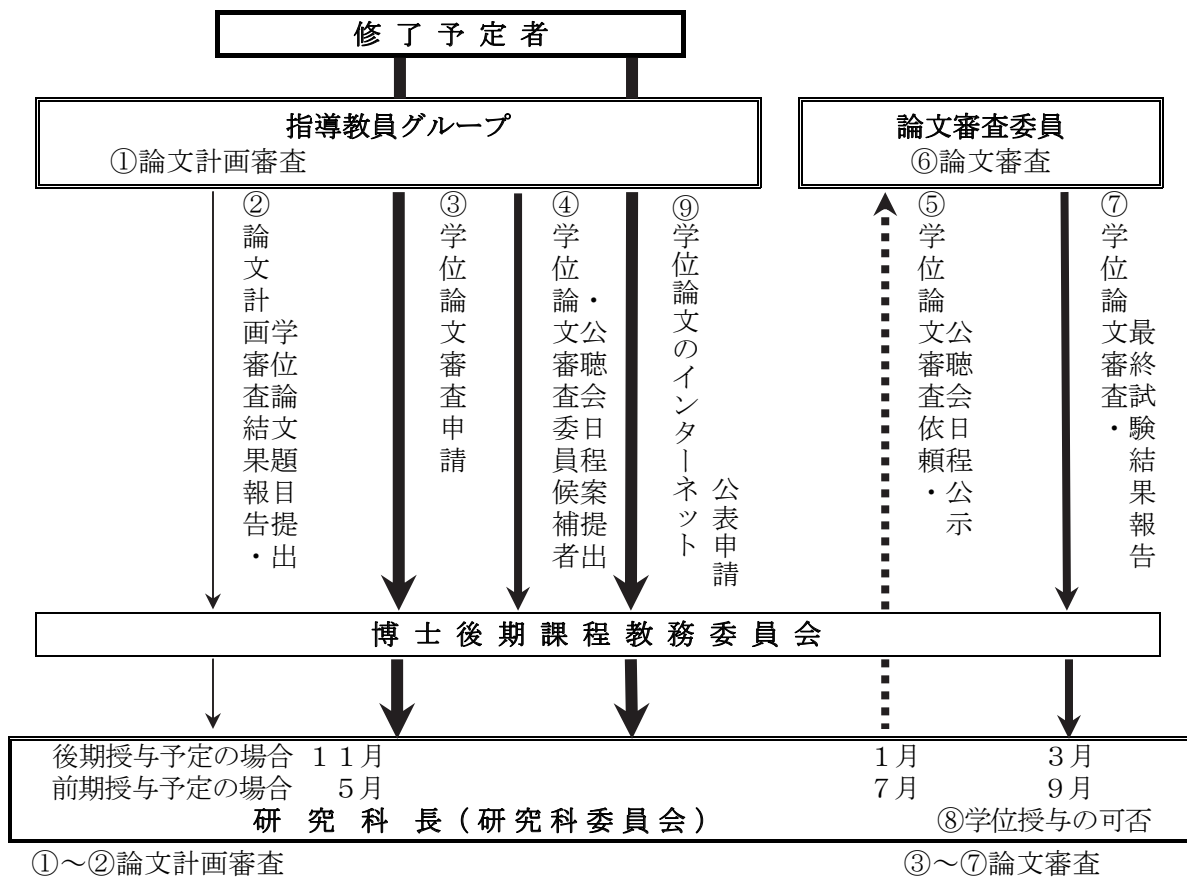 修了予定者
指導教員グループ
①論文計画審査
論文審査委員
⑥論文審査
②論文計画審査結果報告・
学位論文題目提出
③学位論文審査申請
④学位論文審査委員候補者
・公聴会日程案提出
⑨学位論文のインターネット
公表申請
⑤学位論文審査依頼・
公聴会日程公示
⑦学位論文審査・
最終試験結果報告
博士後期課程教務委員会
後期授与予定の場合 11月 1月 3月
前期授与予定の場合 5月 7月 9月
研究科長(研究科委員会) ⑧学位授与の可否
①~②論文計画審査 ③~⑦論文審査